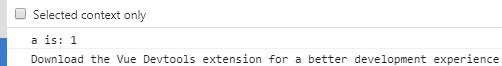 Selected context only
a is: 1
Download the Vue Devtools extension for a better development experience